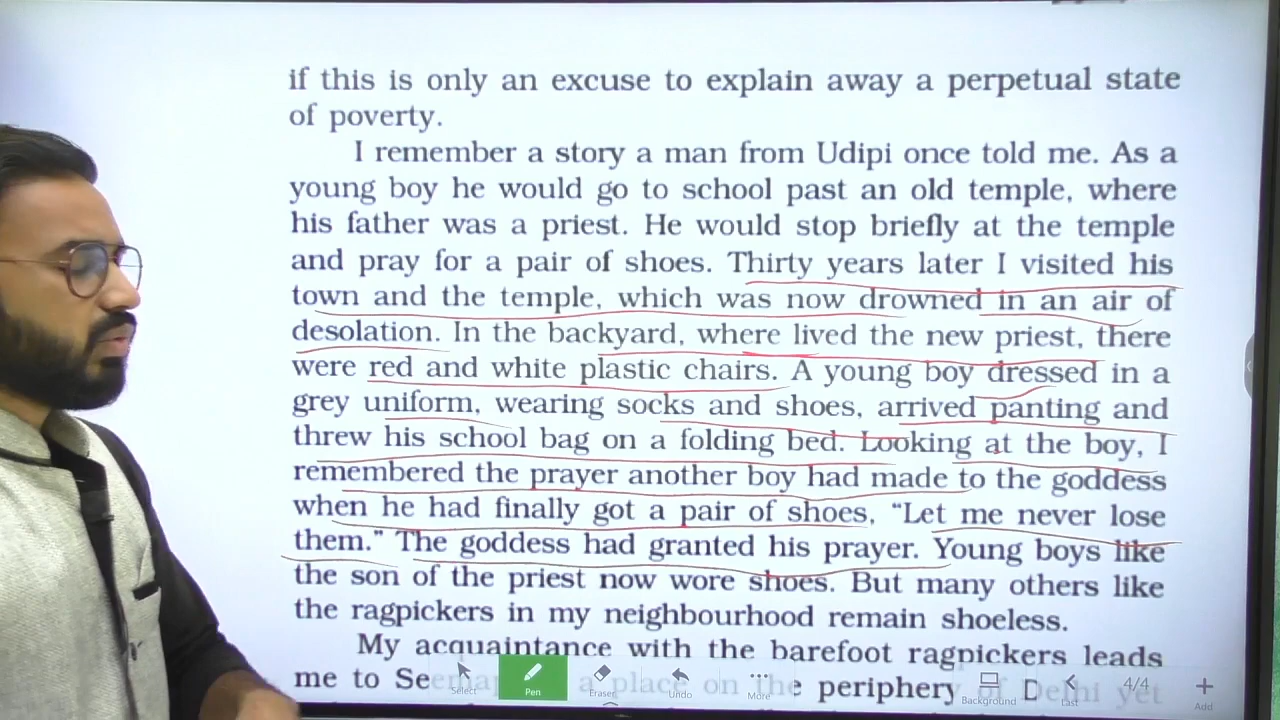 if this is only an excuse to explain away a perpetual state
of poverty.
I remember a story a man from Udipi once told me. As a
young boy he would go to school past an old temple, where
his father was a priest. He would stop briefly at the temple
and pray for a pair of shoes. Thirty years later I visited his
town and the temple, which was now drowned in an air of
desolation. In the backyard, where lived the new priest, there
were red and white plastic chairs. A young boy dressed in a
grey uniform, wearing socks and shoes, arrived panting and
threw his school bag on a folding bed. Looking at the boy, I
remembered the prayer another boy had made to the goddess
when he had finally got a pair of shoes, “Let me never lose
them.” The goddess had granted his prayer. Young boys like
the son of the priest now wore shoes. But many others like
the ragpickers in my neighbourhood remain shoeless.
My acquaintance with the barefoot ragpickers leads
me to Seemapuri, a place on the periphery of Delhi yet
Select
Pen
Eraser
Undo
More
Background
Last
4/4
Add